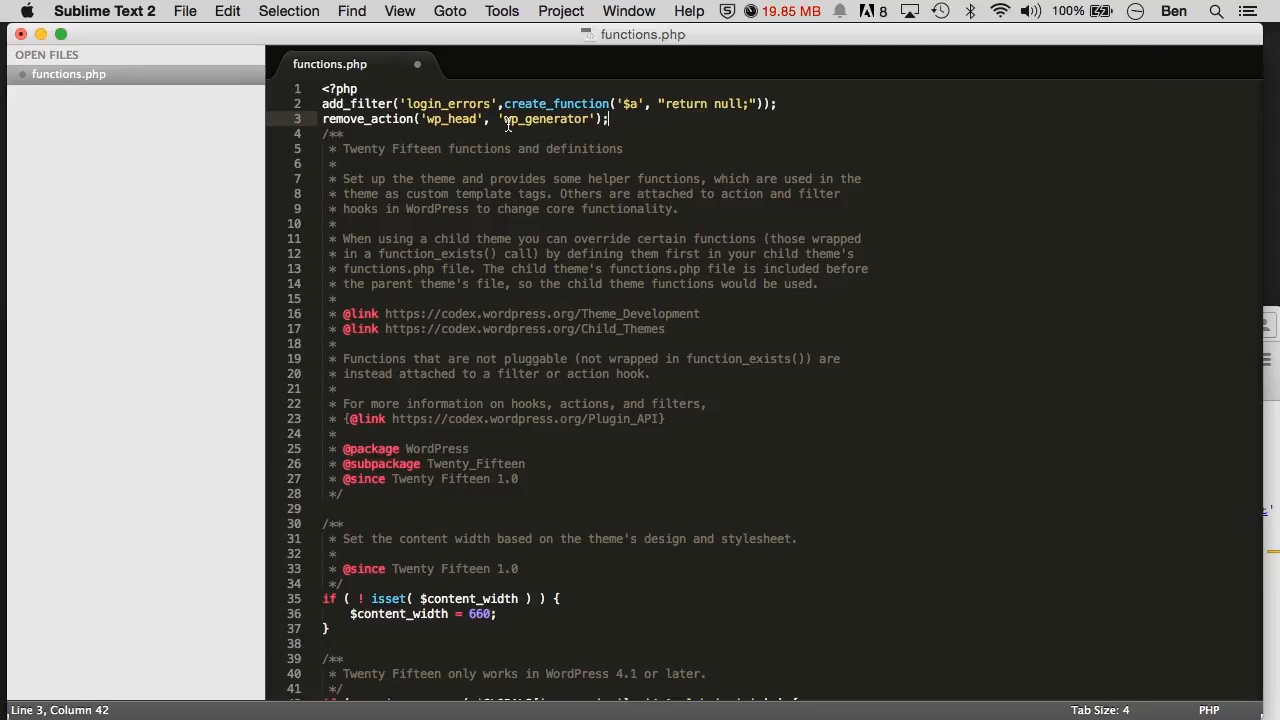 Sublime Text 2 File Edit Selection Find View Goto Tools Project Window Help 19.85 MB 8 100% Ben
functions.php
OPEN FILES
functions.php
functions.php
1 <?php
2 add_filter('login_errors',create_function('$a', "return null;"));
3 remove_action('wp_head', 'wp_generator');
4 /**
5 * Twenty Fifteen functions and definitions
6 *
7 * Set up the theme and provides some helper functions, which are used in the
8 * theme as custom template tags. Others are attached to action and filter
9 * hooks in WordPress to change core functionality.
10 *
11 * When using a child theme you can override certain functions (those wrapped
12 * in a function_exists() call) by defining them first in your child theme's
13 * functions.php file. The child theme's functions.php file is included before
14 * the parent theme's file, so the child theme functions would be used.
15 *
16 * @link https://codex.wordpress.org/Theme_Development
17 * @link https://codex.wordpress.org/Child_Themes
18 *
19 * Functions that are not pluggable (not wrapped in function_exists()) are
20 * instead attached to a filter or action hook.
21 *
22 * For more information on hooks, actions, and filters,
23 * {@link https://codex.wordpress.org/Plugin_API}
24 *
25 * @package WordPress
26 * @subpackage Twenty_Fifteen
27 * @since Twenty Fifteen 1.0
28 */
29
30 /**
31 * Set the content width based on the theme's design and stylesheet.
32 *
33 * @since Twenty Fifteen 1.0
34 */
35 if ( ! isset( $content_width ) ) {
36 $content_width = 660;
37 }
38
39 /**
40 * Twenty Fifteen only works in WordPress 4.1 or later.
41 */
Line 3, Column 42 Tab Size: 4 PHP